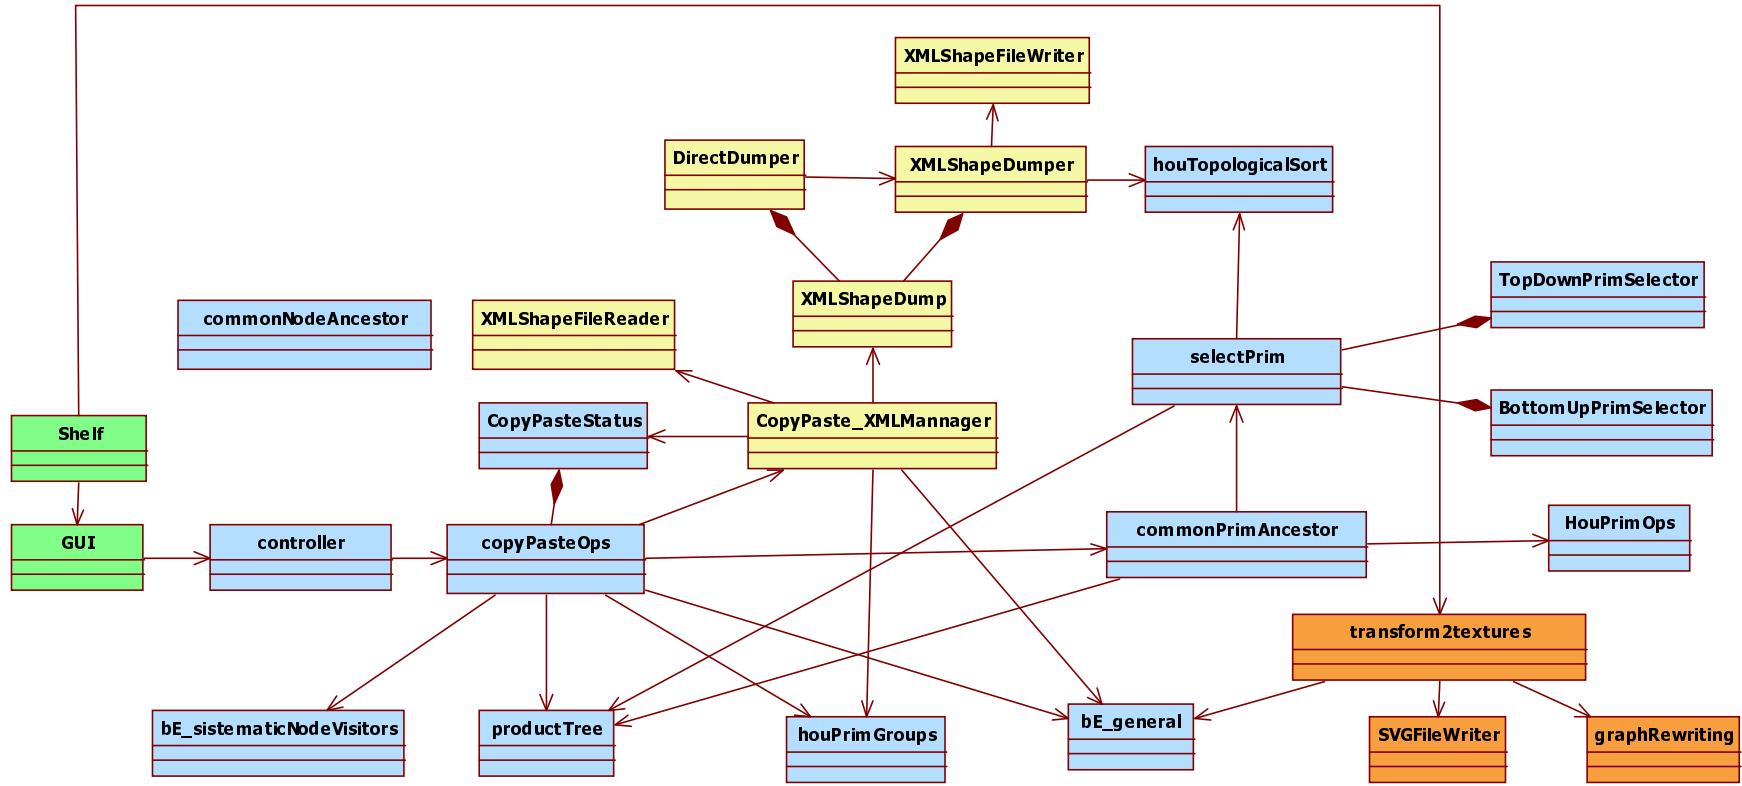 XMLShapeFileWriter
DirectDumper
XMLShapeDumper
houTopologicalSort
TopDownPrimSelector
XMLShapeDump
commonNodeAncestor
XMLShapeFileReader
selectPrim
BottomUpPrimSelector
CopyPasteStatus
CopyPaste_XMLMannager
Shelf
HouPrimOps
commonPrimAncestor
GUI
controller
copyPasteOps
transform2textures
bE_sistematicNodeVisitors
productTree
houPrimGroups
bE_general
SVGFileWriter
graphRewriting